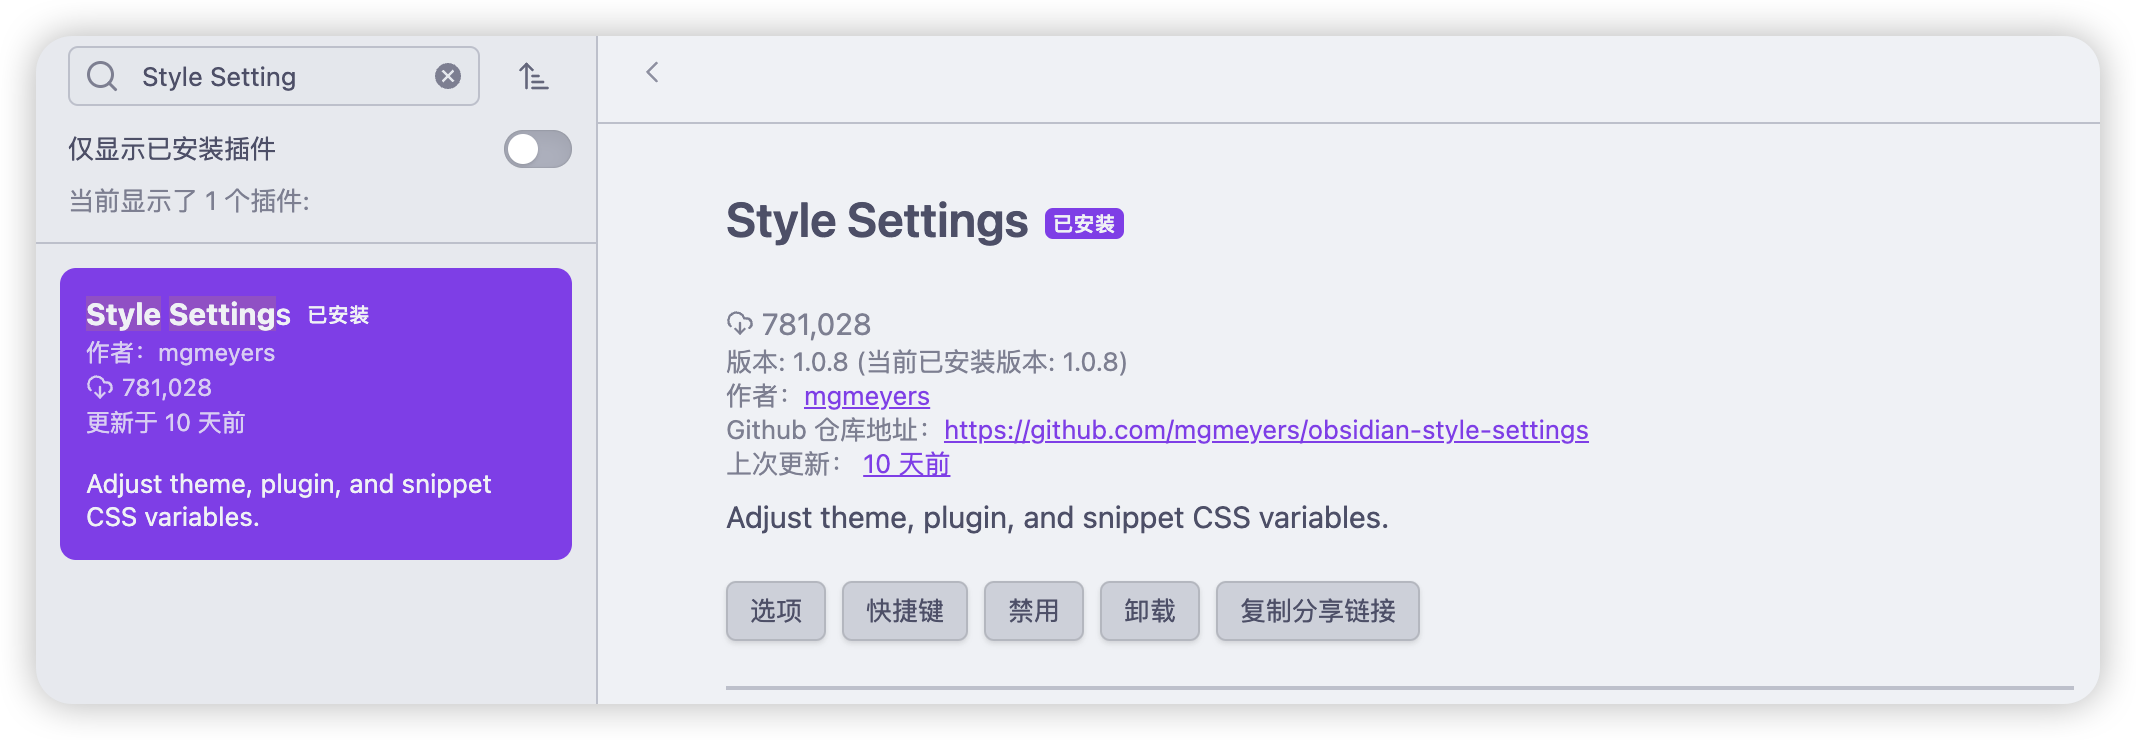 Style Setting
仅显示已安装插件
当前显示了 1 个插件:
Style Settings 已安装
作者：mgmeyers
781,028
更新于 10 天前
Adjust theme, plugin, and snippet
CSS variables.
Style Settings 已安装
781,028
版本: 1.0.8 (当前已安装版本: 1.0.8)
作者：mgmeyers
Github 仓库地址：https://github.com/mgmeyers/obsidian-style-settings
上次更新：10 天前
Adjust theme, plugin, and snippet CSS variables.
选项 快捷键 禁用 卸载 复制分享链接